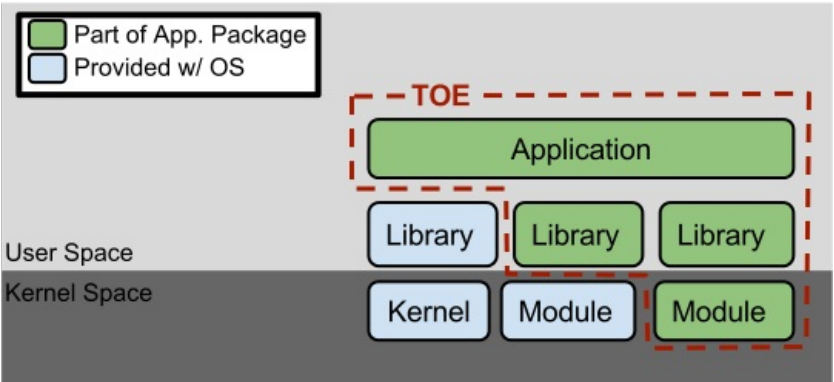 Part of App. Package
Provided w/ OS
TOE
Application
Library Library Library
User Space
Kernel Space
Kernel Module Module